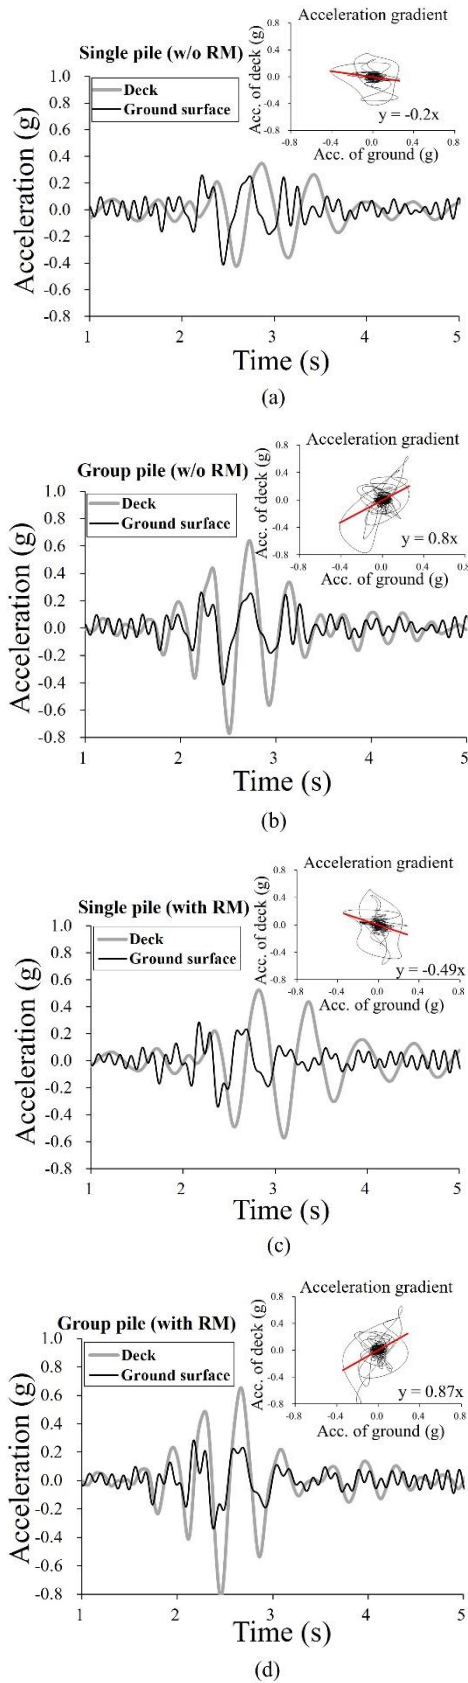 Acceleration gradient
Single pile (w/o RM)
Deck
Ground surface
Acceleration (g)
1.0
0.8
0.6
0.4
0.2
0.0
-0.2
-0.4
-0.6
-0.8
1 2 3 4 5
Time (s)
Acc. of deck (g)
0.8
0.4
0.0
-0.4
-0.8
-0.8 -0.4 0.0 0.4 0.8
Acc. of ground (g)
y = -0.2x
(a)
Acceleration gradient
Group pile (w/o RM)
Deck
Ground surface
Acceleration (g)
1.0
0.8
0.6
0.4
0.2
0.0
-0.2
-0.4
-0.6
-0.8
1 2 3 4 5
Time (s)
Acc. of deck (g)
0.8
0.4
0.0
-0.4
-0.8
-0.8 -0.4 0.0 0.4 0.8
Acc. of ground (g)
y = 0.8x
(b)
Acceleration gradient
Single pile (with RM)
Deck
Ground surface
Acceleration (g)
1.0
0.8
0.6
0.4
0.2
0.0
-0.2
-0.4
-0.6
-0.8
1 2 3 4 5
Time (s)
Acc. of deck (g)
0.8
0.4
0.0
-0.4
-0.8
-0.8 -0.4 0.0 0.4 0.8
Acc. of ground (g)
y = -0.49x
(c)
Acceleration gradient
Group pile (with RM)
Deck
Ground surface
Acceleration (g)
1.0
0.8
0.6
0.4
0.2
0.0
-0.2
-0.4
-0.6
-0.8
1 2 3 4 5
Time (s)
Acc. of deck (g)
0.8
0.4
0.0
-0.4
-0.8
-0.8 -0.4 0.0 0.4 0.8
Acc. of ground (g)
y = 0.87x
(d)